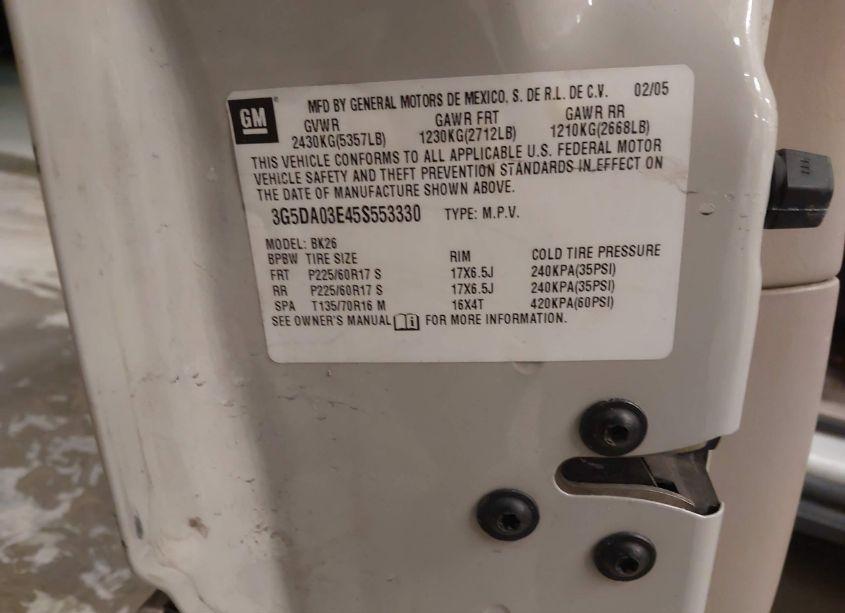 GM
MFD BY GENERAL MOTORS DE MEXICO, S. DE R.L. DE C.V. 02/05
GVWR GAWR FRT GAWR RR
2430KG(5357LB) 1230KG(2712LB) 1210KG(2668LB)
THIS VEHICLE CONFORMS TO ALL APPLICABLE U.S. FEDERAL MOTOR
VEHICLE SAFETY AND THEFT PREVENTION STANDARDS IN EFFECT ON
THE DATE OF MANUFACTURE SHOWN ABOVE.
3G5DA03E45S553330 TYPE: M.P.V.
MODEL: BK26
BPBW TIRE SIZE RIM COLD TIRE PRESSURE
FRT P225/60R17 S 17X6.5J 240KPA(35PSI)
RR P225/60R17 S 17X6.5J 240KPA(35PSI)
SPA T135/70R16 M 16X4T 420KPA(60PSI)
SEE OWNER'S MANUAL FOR MORE INFORMATION.